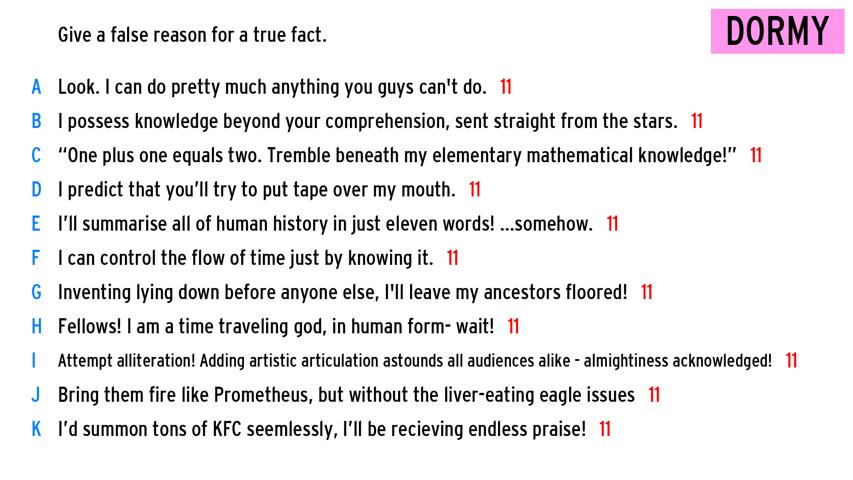 Give a false reason for a true fact.
DORMY
A Look. I can do pretty much anything you guys can't do. 11
B I possess knowledge beyond your comprehension, sent straight from the stars. 11
C “One plus one equals two. Tremble beneath my elementary mathematical knowledge!” 11
D I predict that you’ll try to put tape over my mouth. 11
E I’ll summarise all of human history in just eleven words! ...somehow. 11
F I can control the flow of time just by knowing it. 11
G Inventing lying down before anyone else, I'll leave my ancestors floored! 11
H Fellows! I am a time traveling god, in human form- wait! 11
I Attempt alliteration! Adding artistic articulation astounds all audiences alike - almightiness acknowledged! 11
J Bring them fire like Prometheus, but without the liver-eating eagle issues 11
K I’d summon tons of KFC seemlessly, I’ll be recieving endless praise! 11